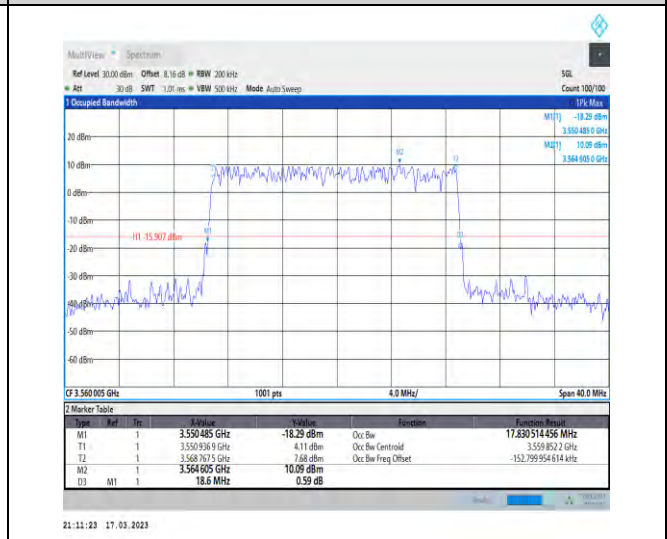 MultiView Spectrum
Ref Level 30.00 dBm Offset 8.16 dB RBW 200 kHz SGL
Att 30 dB SWT 1.01 ms VBW 500 kHz Mode Auto Sweep Count 100/100
1 Occupied Bandwidth 1Pk Max
M1[1] -18.29 dBm
3.550 485 0 GHz
M2[1] 10.09 dBm
3.564 605 0 GHz
20 dBm
M2
T2
10 dBm
0 dBm
-10 dBm
H1 -15.907 dBm
-20 dBm
-30 dBm
-40 dBm
-50 dBm
-60 dBm
CF 3.560 005 GHz 1001 pts 4.0 MHz/ Span 40.0 MHz
2 Marker Table
Type Ref Trc X-Value Y-Value Function Function Result
M1 1 3.550 485 GHz -18.29 dBm Occ Bw 17.830 514 456 MHz
T1 1 3.550 936 9 GHz 4.11 dBm Occ Bw Centroid 3.559 852 2 GHz
T2 1 3.568 767 5 GHz 7.68 dBm Occ Bw Freq Offset -152.799 954 614 kHz
M2 1 3.564 605 GHz 10.09 dBm
D3 M1 1 18.6 MHz 0.59 dB
21:11:23 17.03.2023